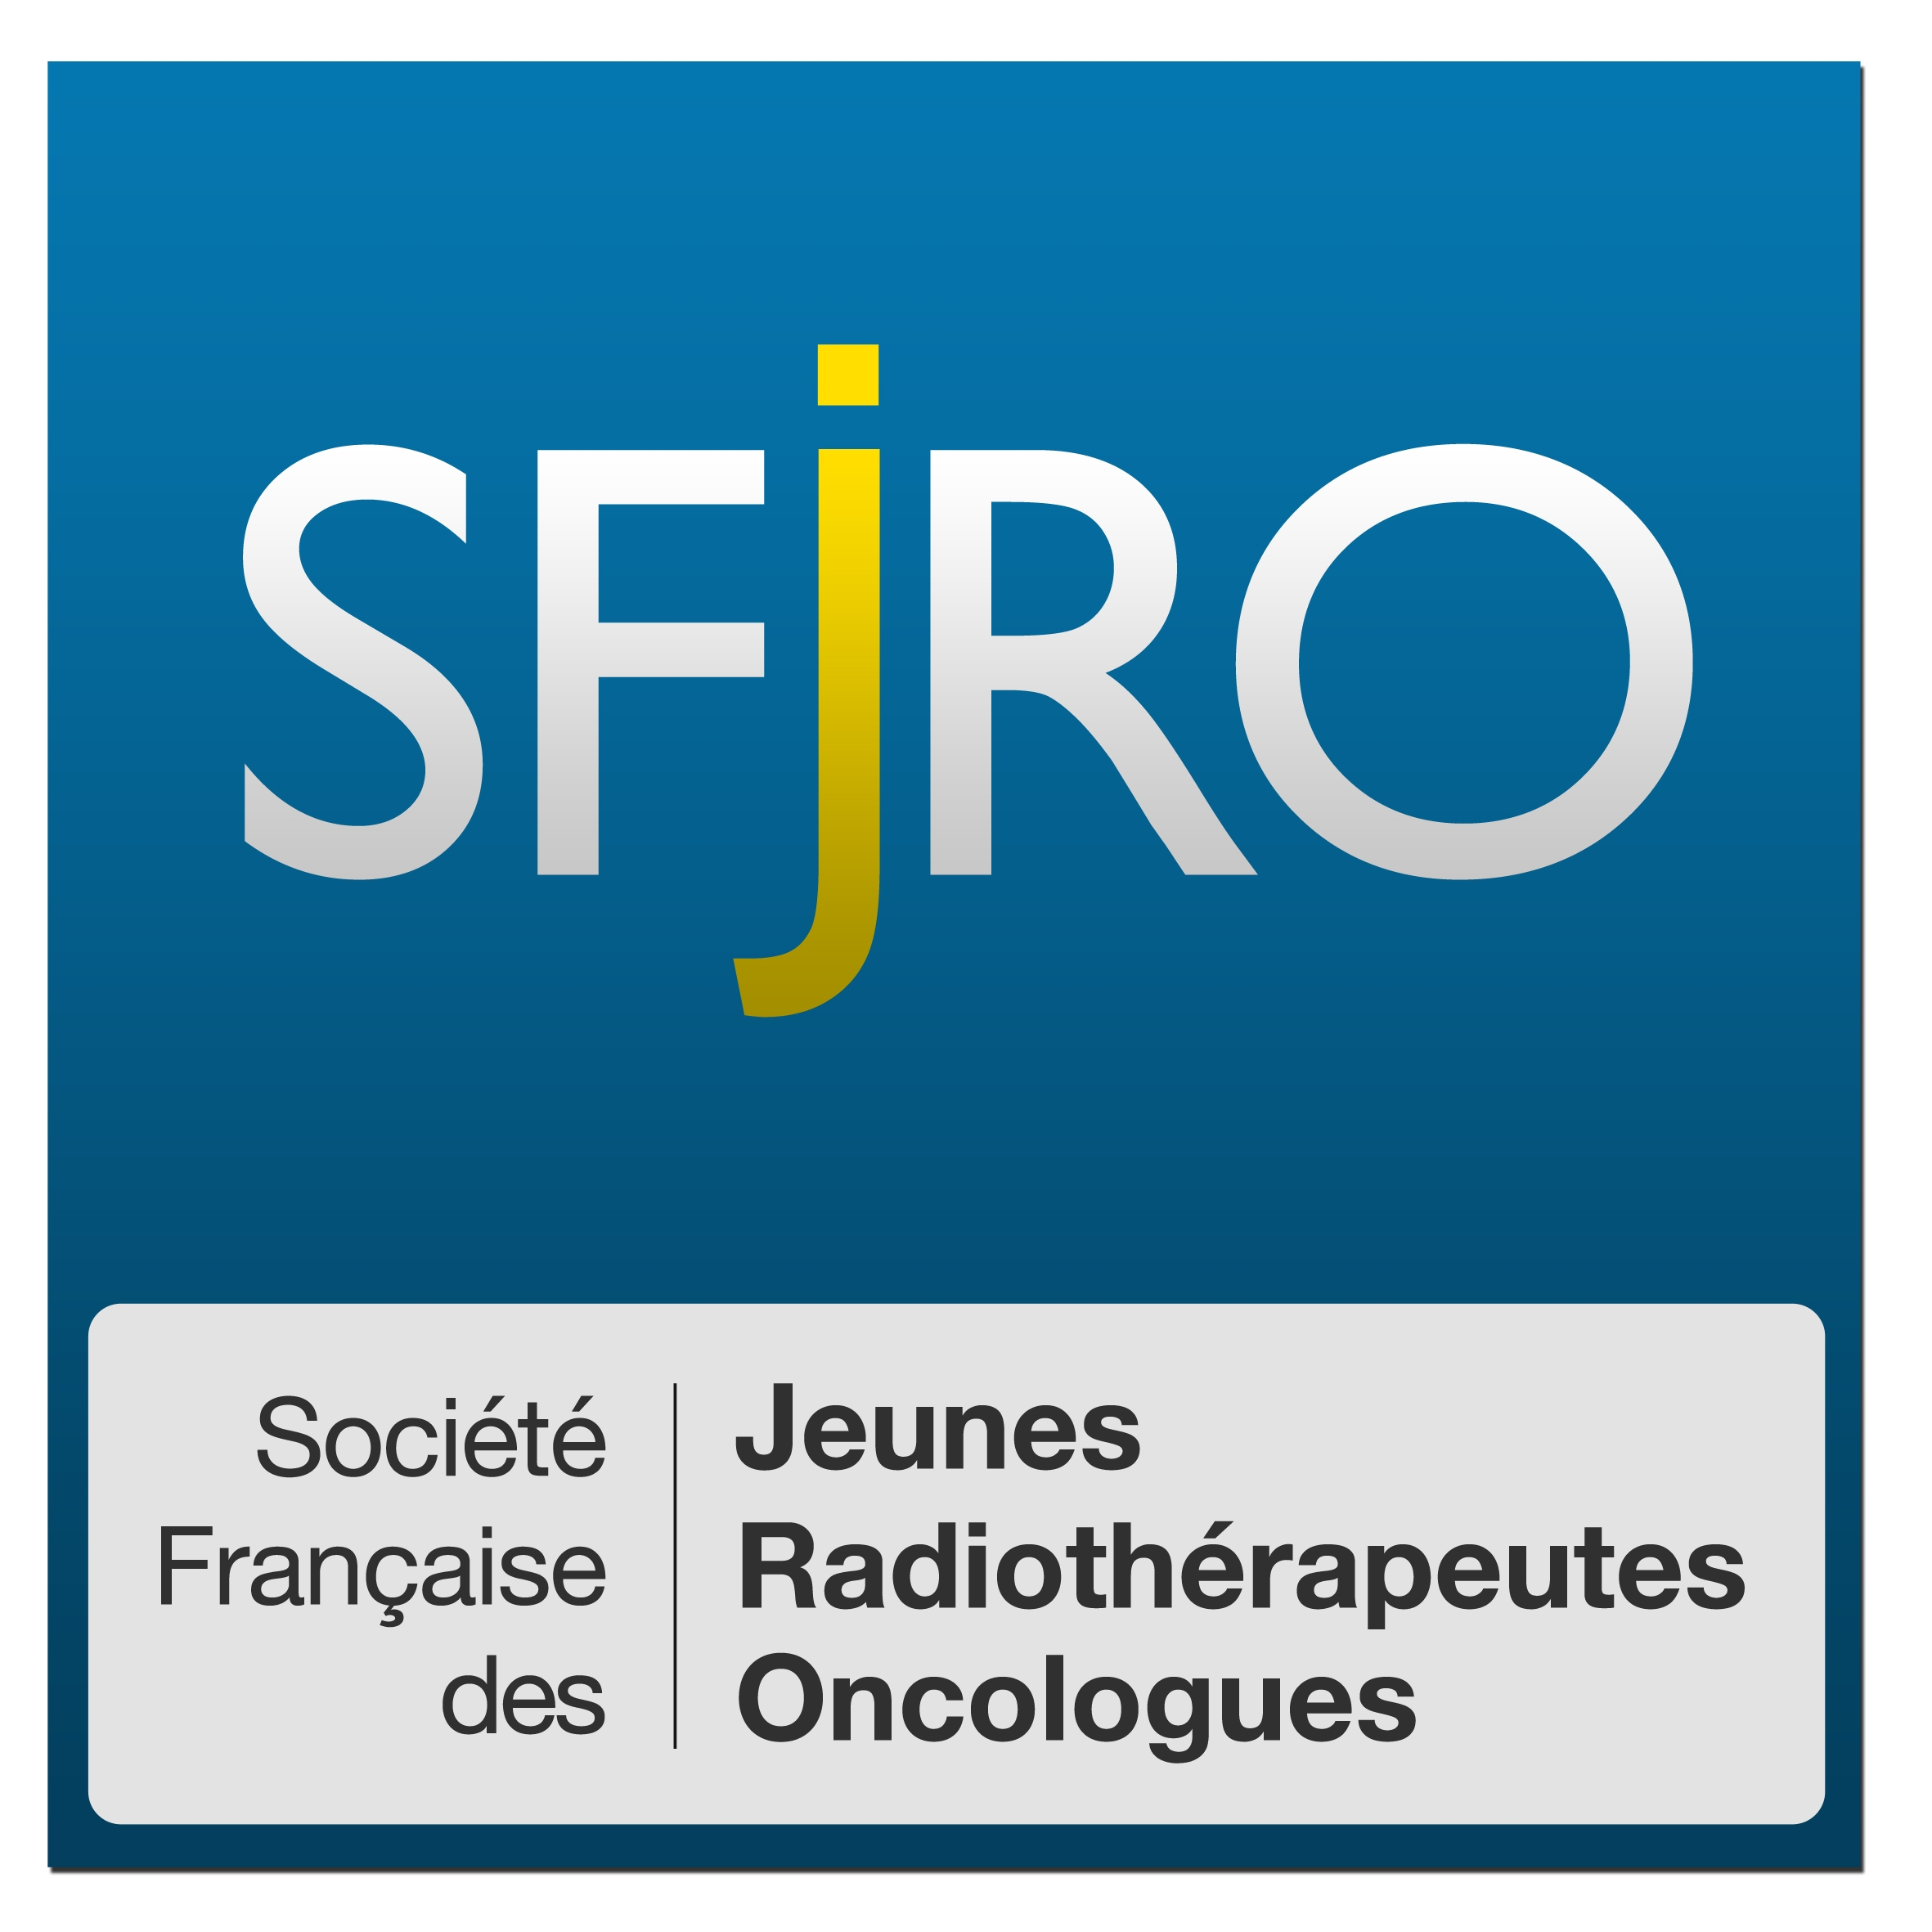 SFjRO
Société
Française
des
Jeunes
Radiothérapeutes
Oncologues